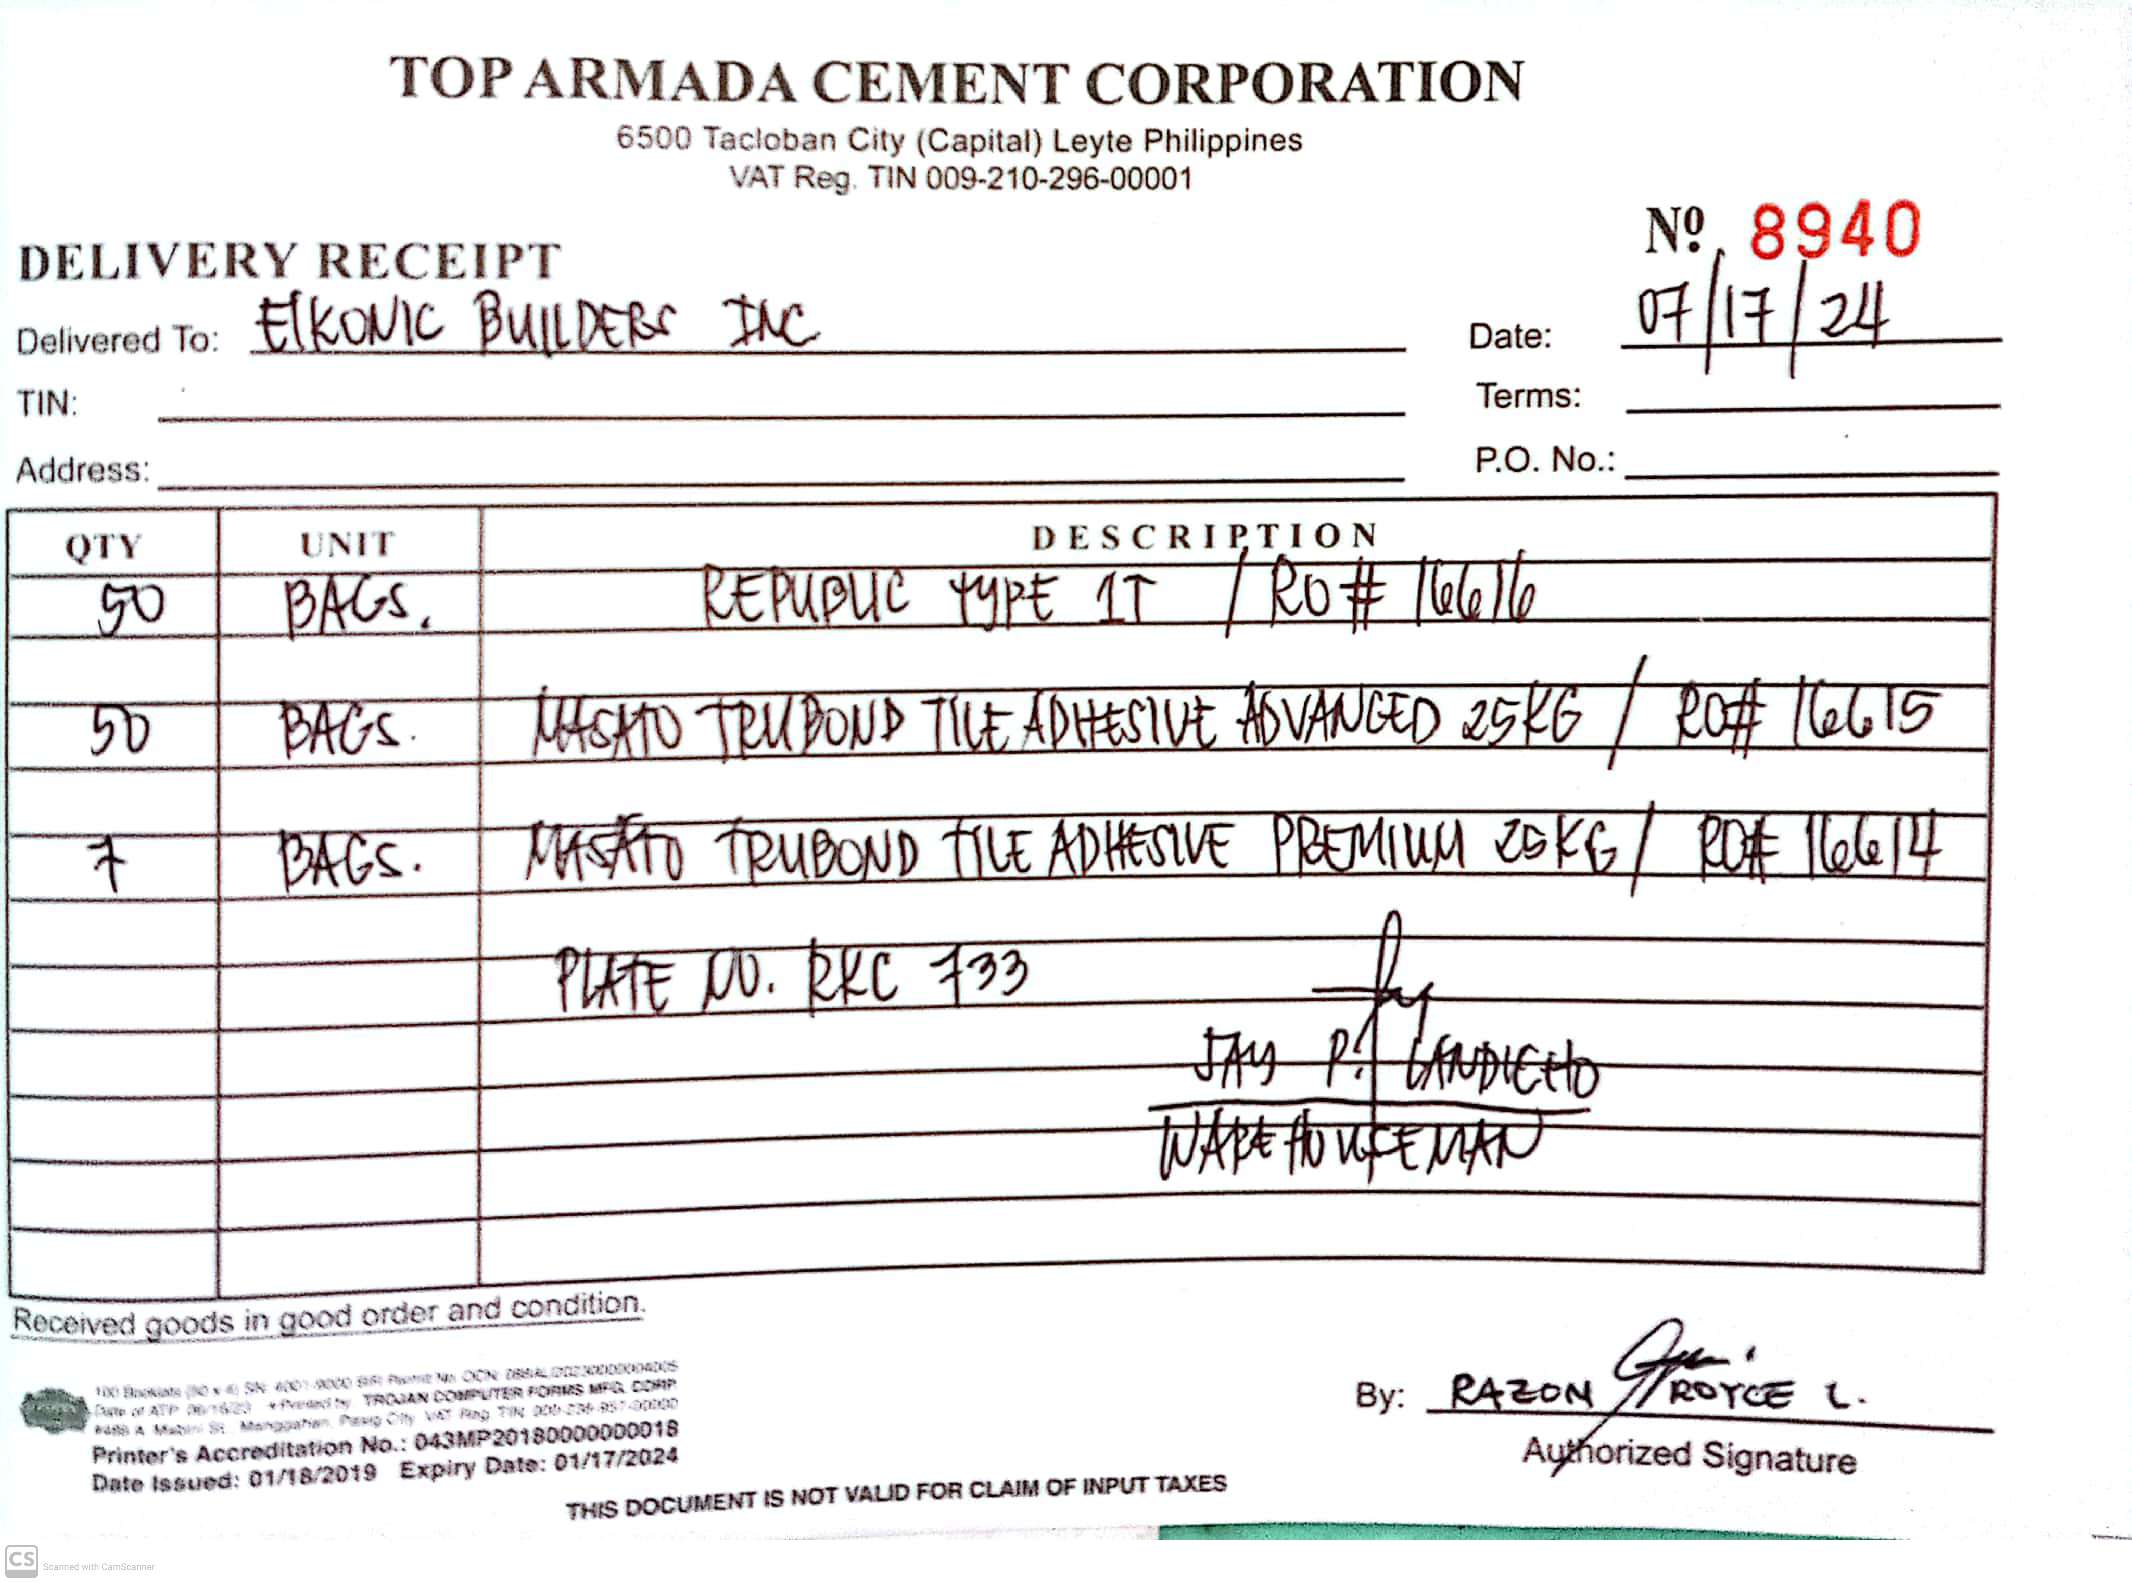 TOP ARMADA CEMENT CORPORATION
6500 Tacloban City (Capital) Leyte Philippines
VAT Reg. TIN 009-210-296-00001
Nº. 8940
DELIVERY RECEIPT
Delivered To: ElKONIC BUILDERS INC
Date: 07/17/24
TIN:
Terms:
Address:
P.O. No.:
QTY UNIT DESCRIPTION
50 BAGS. REPUBLIC TYPE 1T / RO# 16616
50 BAGS. MASATO TRUBOND TILE ADHESIVE ADVANCED 25KG / RO# 16615
7 BAGS. MASATO TRUBOND TILE ADHESIVE PREMIUM 25KG / RO# 16614
PLATE NO. RKC 733
JAY P. LANDICHO
WAREHOUSEMAN
Received goods in good order and condition.
TROJAN COMPUTER FORMS MFG. CORP.
Printer's Accreditation No.: 043MP20180000000018
Date Issued: 01/18/2019 Expiry Date: 01/17/2024
By: RAZON ROYCE L.
Authorized Signature
THIS DOCUMENT IS NOT VALID FOR CLAIM OF INPUT TAXES
CS Scanned with CamScanner